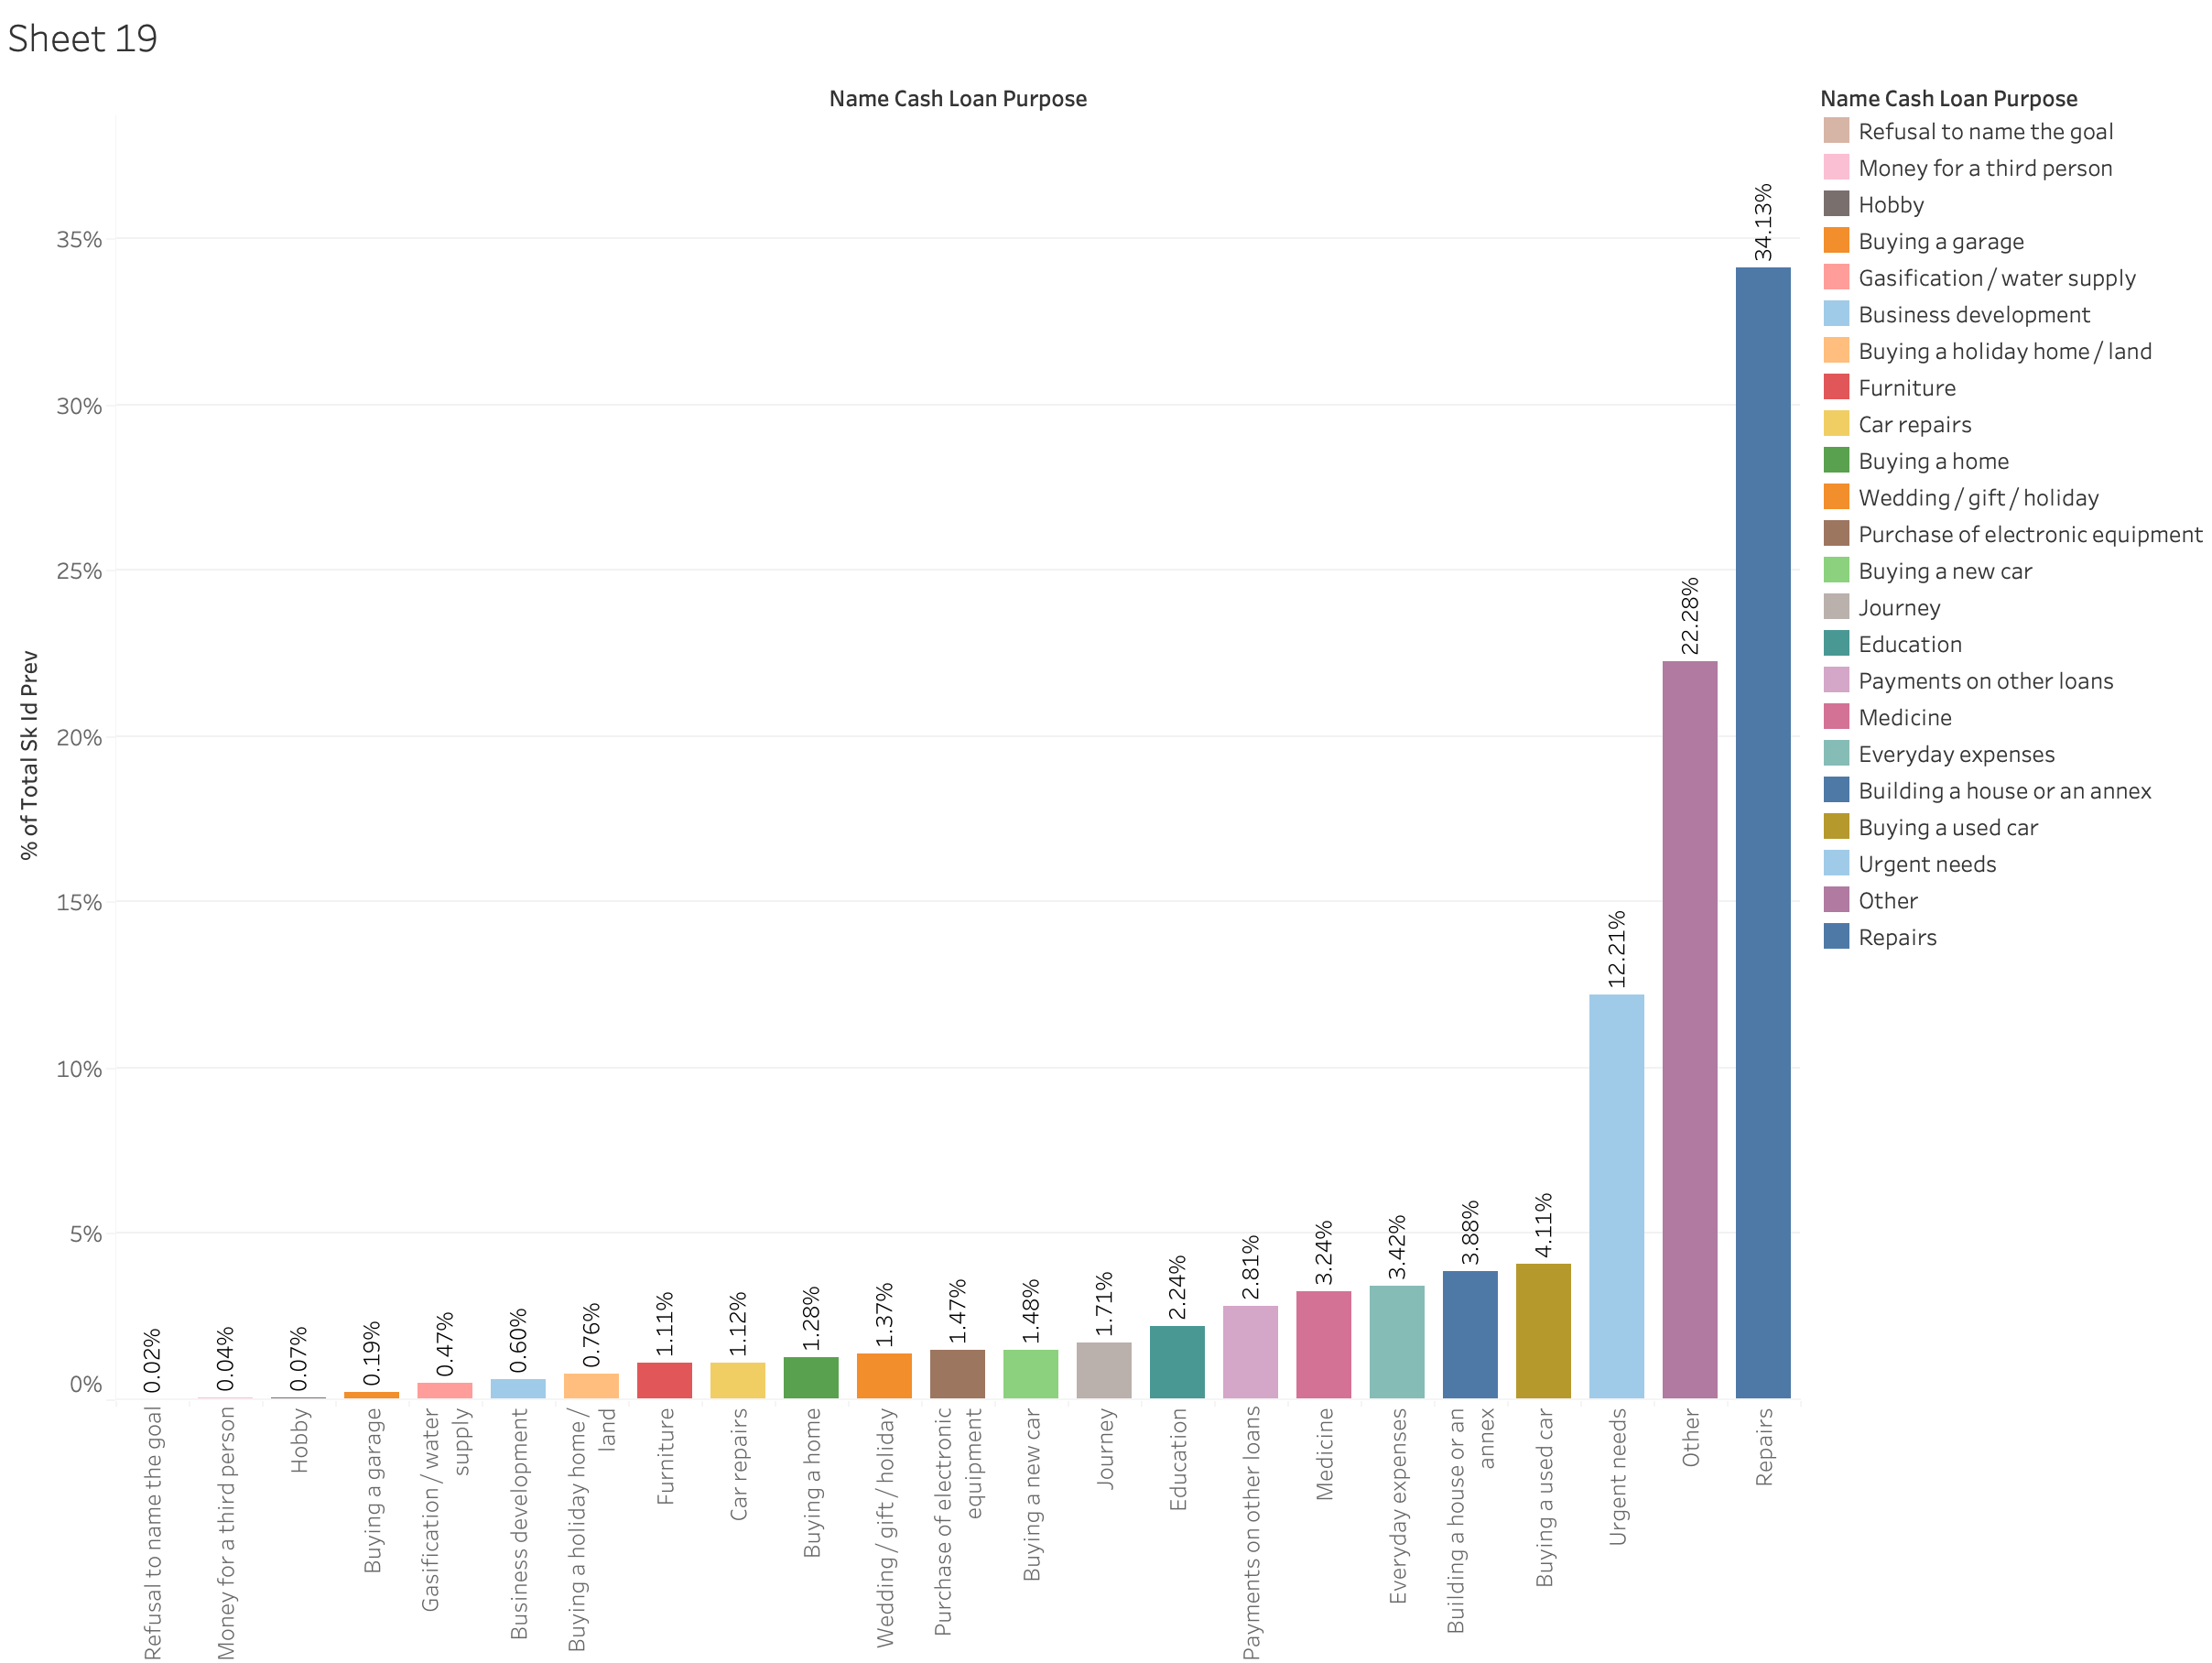 Sheet 19
Name Cash Loan Purpose
% of Total Sk Id Prev
35%
30%
25%
20%
15%
10%
5%
0%
0.02%
0.04%
0.07%
0.19%
0.47%
0.60%
0.76%
1.11%
1.12%
1.28%
1.37%
1.47%
1.48%
1.71%
2.24%
2.81%
3.24%
3.42%
3.88%
4.11%
12.21%
22.28%
34.13%
Refusal to name the goal
Money for a third person
Hobby
Buying a garage
Gasification / water
supply
Business development
Buying a holiday home /
land
Furniture
Car repairs
Buying a home
Wedding / gift / holiday
Purchase of electronic
equipment
Buying a new car
Journey
Education
Payments on other loans
Medicine
Everyday expenses
Building a house or an
annex
Buying a used car
Urgent needs
Other
Repairs
Name Cash Loan Purpose
Refusal to name the goal
Money for a third person
Hobby
Buying a garage
Gasification / water supply
Business development
Buying a holiday home / land
Furniture
Car repairs
Buying a home
Wedding / gift / holiday
Purchase of electronic equipment
Buying a new car
Journey
Education
Payments on other loans
Medicine
Everyday expenses
Building a house or an annex
Buying a used car
Urgent needs
Other
Repairs